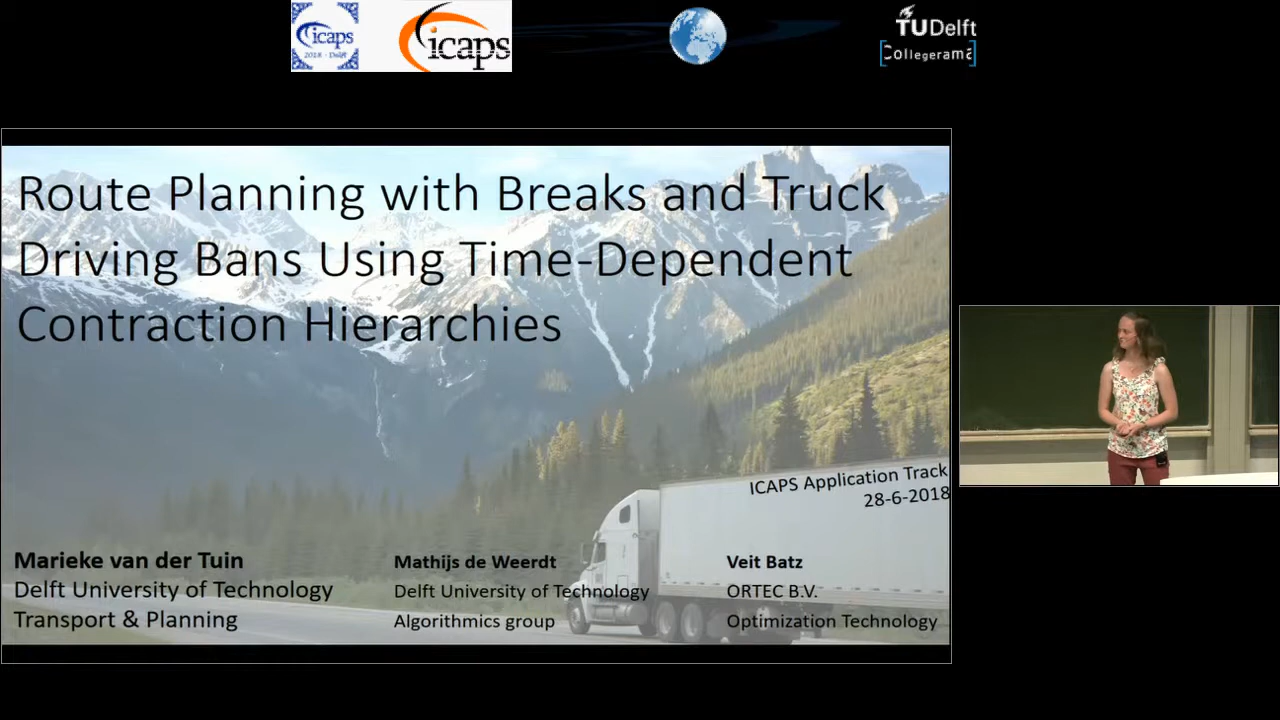 icaps
2018 - Delft
icaps
TUDelft
Collegerama
Route Planning with Breaks and Truck
Driving Bans Using Time-Dependent
Contraction Hierarchies
ICAPS Application Track
28-6-2018
Marieke van der Tuin
Delft University of Technology
Transport & Planning
Mathijs de Weerdt
Delft University of Technology
Algorithmics group
Veit Batz
ORTEC B.V.
Optimization Technology